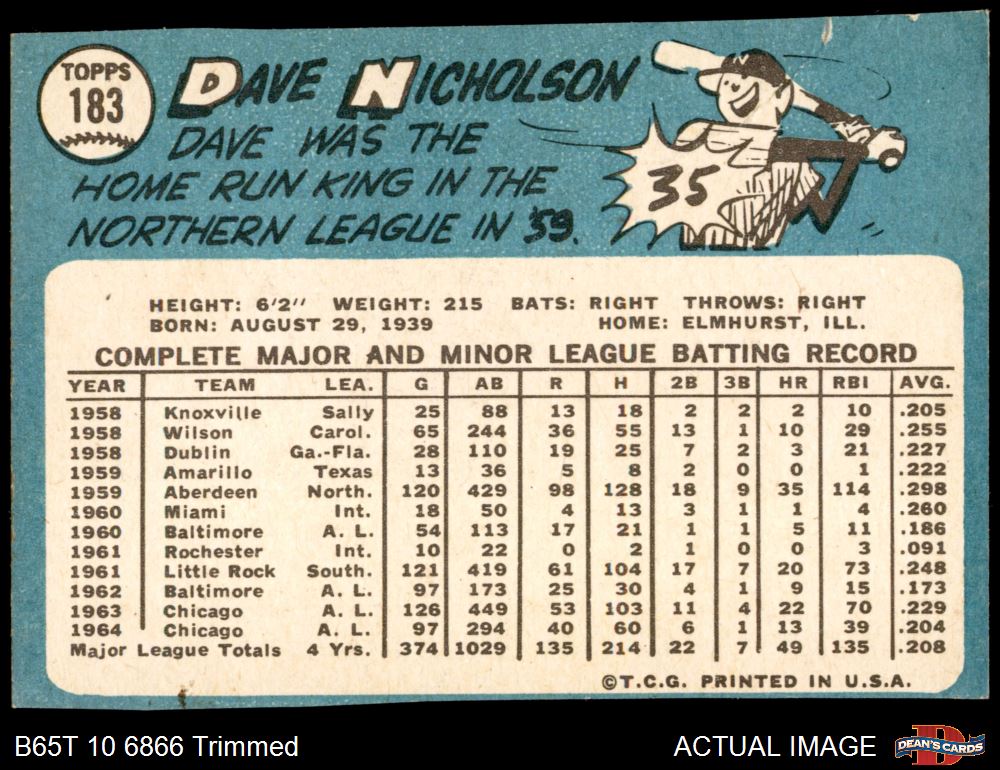 TOPPS
183
DAVE NICHOLSON
DAVE WAS THE
HOME RUN KING IN THE
NORTHERN LEAGUE IN '59.
35
HEIGHT: 6'2" WEIGHT: 215 BATS: RIGHT THROWS: RIGHT
BORN: AUGUST 29, 1939 HOME: ELMHURST, ILL.
COMPLETE MAJOR AND MINOR LEAGUE BATTING RECORD
YEAR TEAM LEA. G AB R H 2B 3B HR RBI AVG.
1958 Knoxville Sally 25 88 13 18 2 2 2 10 .205
1958 Wilson Carol. 65 244 36 55 13 1 10 29 .255
1958 Dublin Ga.-Fla. 28 110 19 25 7 2 3 21 .227
1959 Amarillo Texas 13 36 5 8 2 0 0 1 .222
1959 Aberdeen North. 120 429 98 128 18 9 35 114 .298
1960 Miami Int. 18 50 4 13 3 1 1 4 .260
1960 Baltimore A. L. 54 113 17 21 1 1 5 11 .186
1961 Rochester Int. 10 22 0 2 1 0 0 3 .091
1961 Little Rock South. 121 419 61 104 17 7 20 73 .248
1962 Baltimore A. L. 97 173 25 30 4 1 9 15 .173
1963 Chicago A. L. 126 449 53 103 11 4 22 70 .229
1964 Chicago A. L. 97 294 40 60 6 1 13 39 .204
Major League Totals 4 Yrs. 374 1029 135 214 22 7 49 135 .208
©T.C.G. PRINTED IN U.S.A.
B65T 10 6866 Trimmed ACTUAL IMAGE DEAN'S CARDS